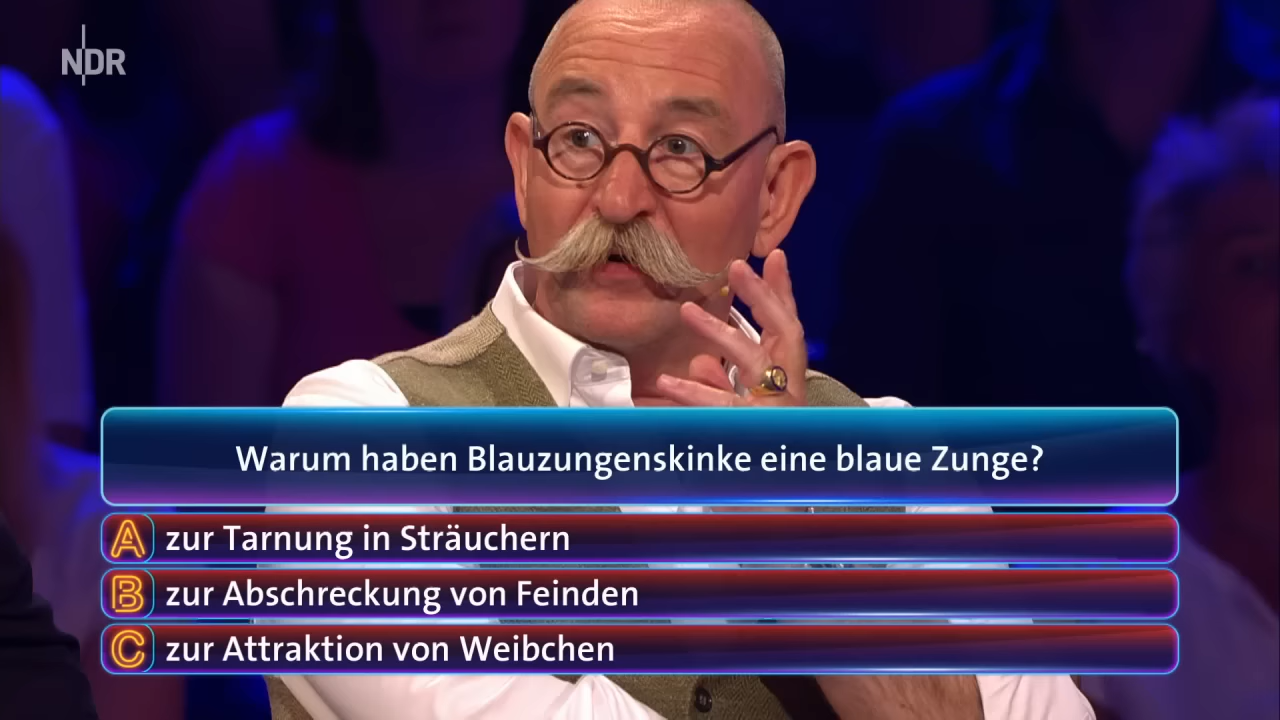 NDR
Warum haben Blauzungenskinke eine blaue Zunge?
A zur Tarnung in Sträuchern
B zur Abschreckung von Feinden
C zur Attraktion von Weibchen